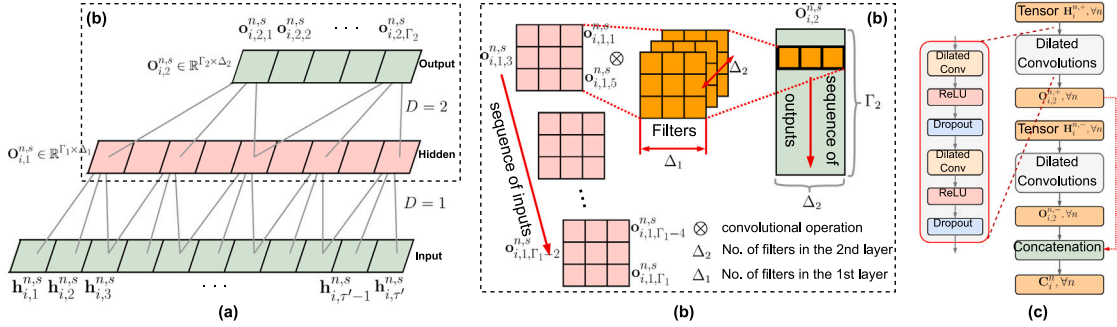 (b)
o_{i,2,1}^{n,s} o_{i,2,2}^{n,s} ... o_{i,2,Γ_2}^{n,s}
O_{i,2}^{n,s} ∈ ℝ^{Γ_2×Δ_2}
Output
D = 2
O_{i,1}^{n,s} ∈ ℝ^{Γ_1×Δ_1}
Hidden
D = 1
Input
h_{i,1}^{n,s} h_{i,2}^{n,s} h_{i,3}^{n,s} ... h_{i,τ'-1}^{n,s} h_{i,τ'}^{n,s}
(a)
(b)
o_{i,1,1}^{n,s}
o_{i,1,3}^{n,s}
⊗
o_{i,1,5}^{n,s}
sequence of inputs
Δ_2
Filters
Δ_1
O_{i,2}^{n,s}
sequence of
outputs
Γ_2
Δ_2
o_{i,1,Γ_1-4}^{n,s}
o_{i,1,Γ_1-2}^{n,s}
o_{i,1,Γ_1}^{n,s}
⊗ convolutional operation
Δ_2 No. of filters in the 2nd layer
Δ_1 No. of filters in the 1st layer
(b)
Dilated
Conv
ReLU
Dropout
Dilated
Conv
ReLU
Dropout
Tensor H_i^{n,+}, ∀n
Dilated
Convolutions
O_{i,2}^{n,+}, ∀n
Tensor H_i^{n,-}, ∀n
Dilated
Convolutions
O_{i,2}^{n,-}, ∀n
Concatenation
C_i^n, ∀n
(c)